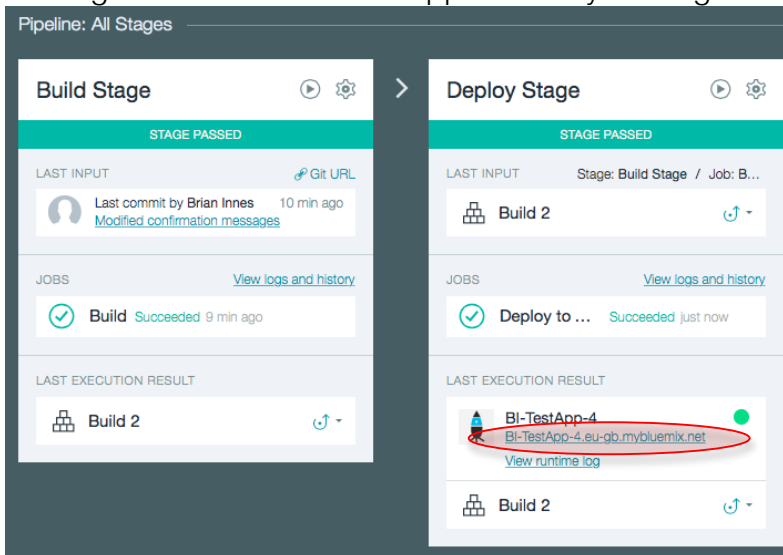 Pipeline: All Stages
Build Stage
STAGE PASSED
LAST INPUT Git URL
Last commit by Brian Innes 10 min ago
Modified confirmation messages
JOBS View logs and history
Build Succeeded 9 min ago
LAST EXECUTION RESULT
Build 2
Deploy Stage
STAGE PASSED
LAST INPUT Stage: Build Stage / Job: B...
Build 2
JOBS View logs and history
Deploy to ... Succeeded just now
LAST EXECUTION RESULT
BI-TestApp-4
BI-TestApp-4.eu-gb.mybluemix.net
View runtime log
Build 2